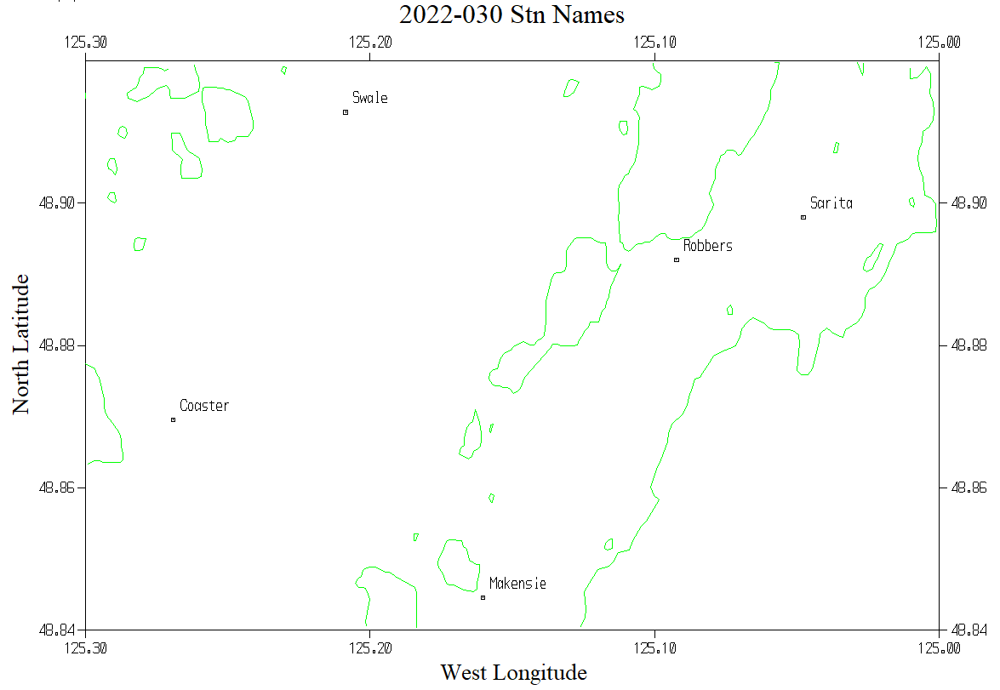 2022-030 Stn Names
125.30 125.20 125.10 125.00
Swale
48.90 Sarita 48.90
Robbers
North Latitude
48.88 48.88
Coaster
48.86 48.86
Makensie
48.84 48.84
125.30 125.20 125.10 125.00
West Longitude